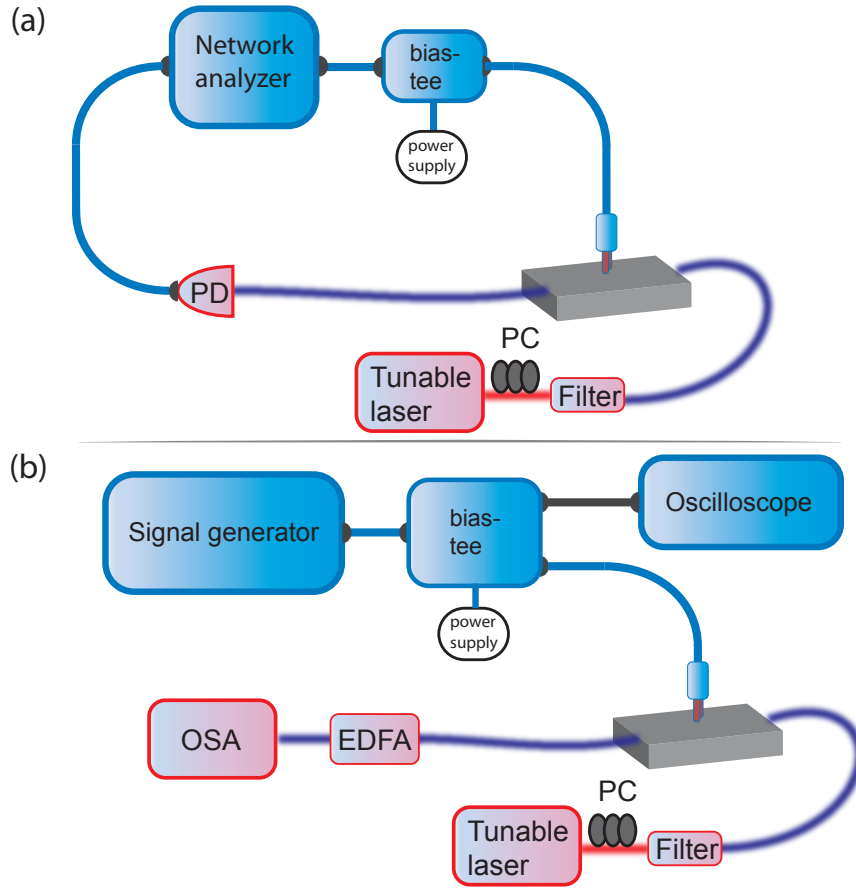 (a)
Network
analyzer
bias-
tee
power
supply
PD
PC
Tunable
laser
Filter
(b)
Signal generator
bias-
tee
Oscilloscope
power
supply
OSA
EDFA
PC
Tunable
laser
Filter